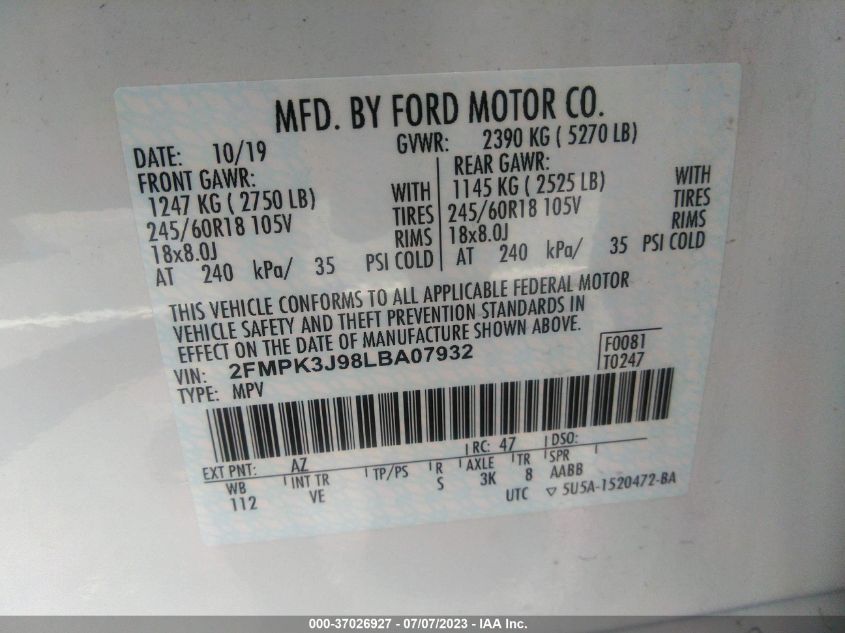 MFD. BY FORD MOTOR CO.
DATE: 10/19 GVWR: 2390 KG ( 5270 LB)
FRONT GAWR: REAR GAWR:
1247 KG ( 2750 LB) WITH 1145 KG ( 2525 LB) WITH
245/60R18 105V TIRES 245/60R18 105V TIRES
18x8.0J RIMS 18x8.0J RIMS
AT 240 kPa/ 35 PSI COLD AT 240 kPa/ 35 PSI COLD
THIS VEHICLE CONFORMS TO ALL APPLICABLE FEDERAL MOTOR
VEHICLE SAFETY AND THEFT PREVENTION STANDARDS IN
EFFECT ON THE DATE OF MANUFACTURE SHOWN ABOVE.
VIN: 2FMPK3J98LBA07932 F0081
TYPE: MPV T0247
EXT PNT: AZ RC: 47 DSO:
WB INT TR TP/PS R AXLE TR SPR
112 VE S 3K 8 AABB
UTC ▽ 5U5A-1520472-BA
000-37026927 - 07/07/2023 - IAA Inc.